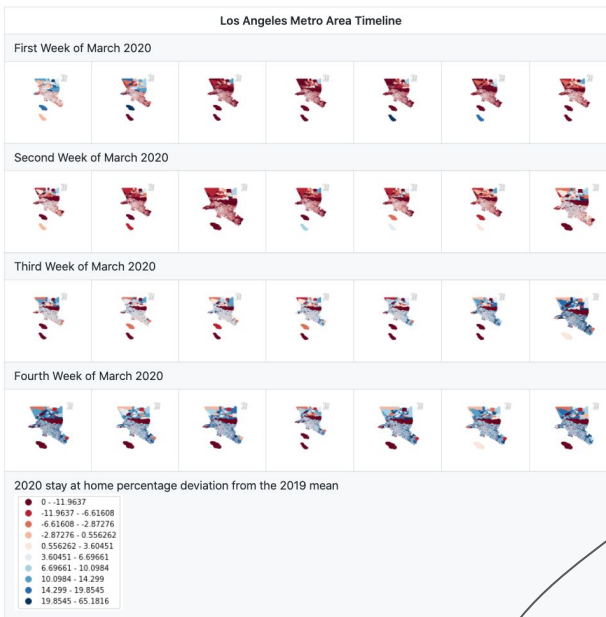 Los Angeles Metro Area Timeline
First Week of March 2020
Second Week of March 2020
Third Week of March 2020
Fourth Week of March 2020
2020 stay at home percentage deviation from the 2019 mean
0 - -11.9637
-11.9637 - -6.61608
-6.61608 - -2.87276
-2.87276 - 0.556262
0.556262 - 3.60451
3.60451 - 6.69661
6.69661 - 10.0984
10.0984 - 14.299
14.299 - 19.8545
19.8545 - 65.1816